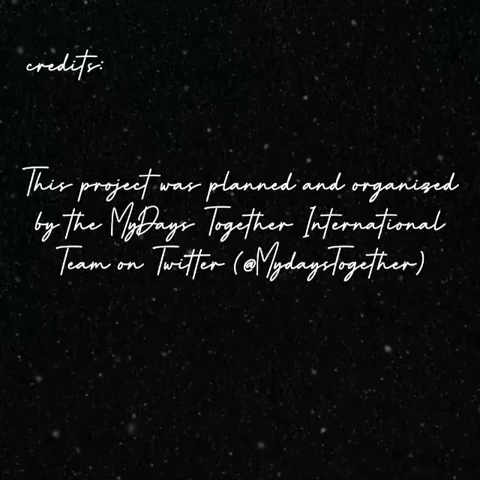 credits:
This project was planned and organized
by the MyDays Together International
Team on Twitter (@MydaysTogether)